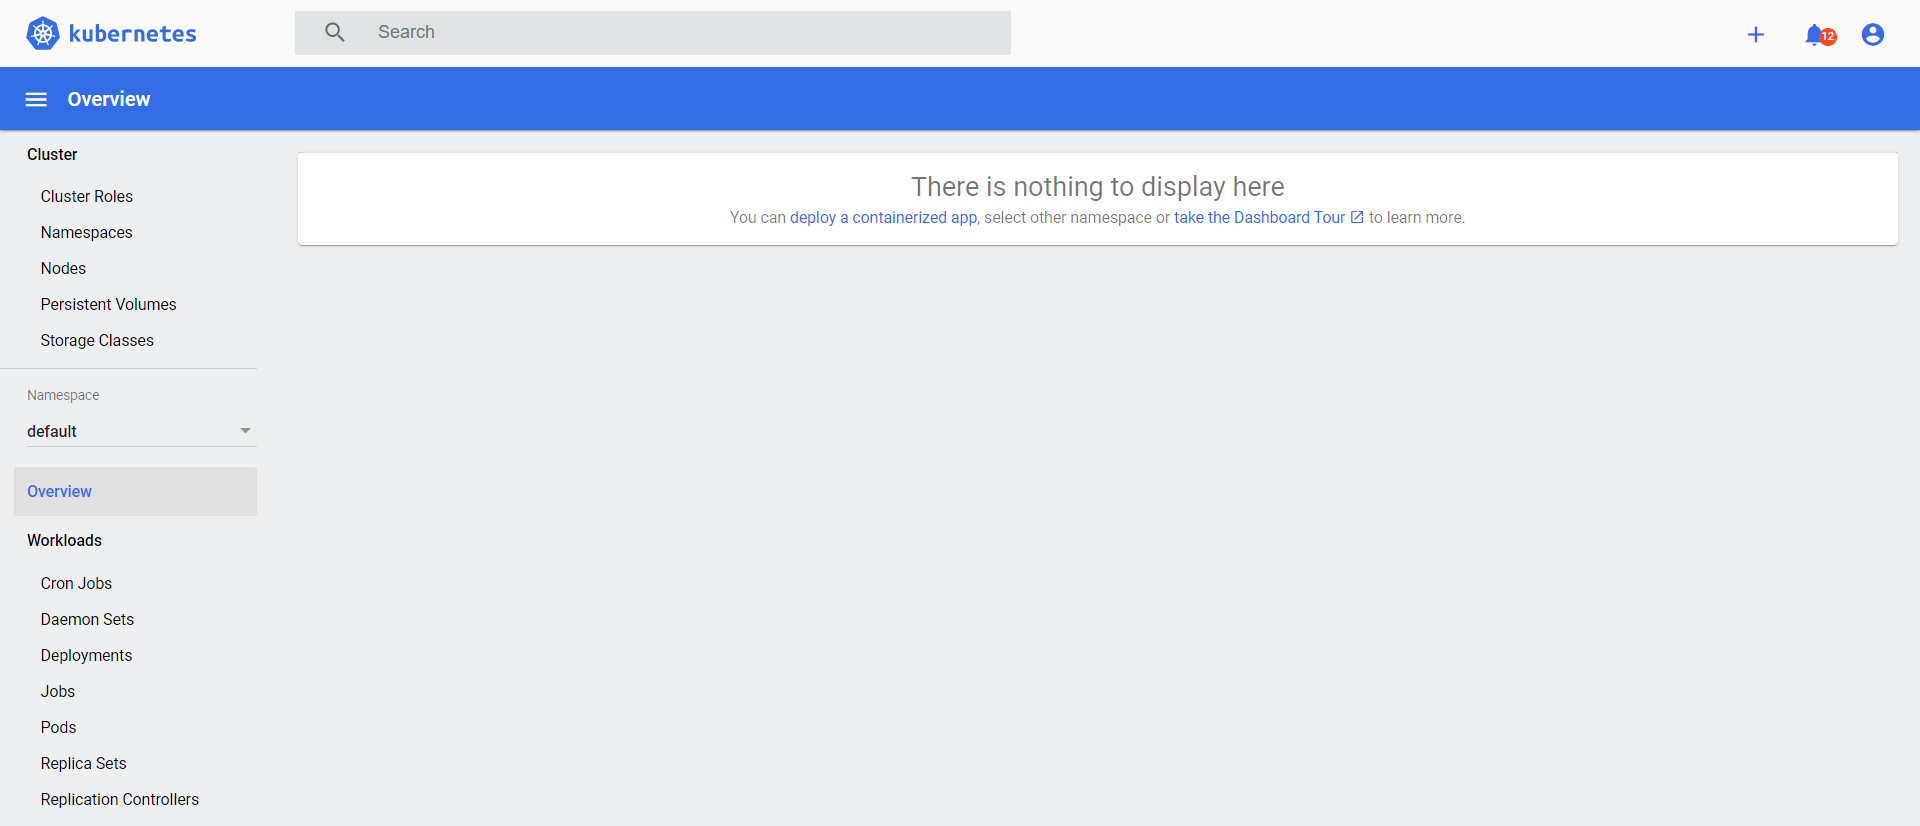 kubernetes
Search
12
Overview
Cluster
Cluster Roles
Namespaces
Nodes
Persistent Volumes
Storage Classes
Namespace
default
Overview
Workloads
Cron Jobs
Daemon Sets
Deployments
Jobs
Pods
Replica Sets
Replication Controllers
There is nothing to display here
You can deploy a containerized app, select other namespace or take the Dashboard Tour to learn more.